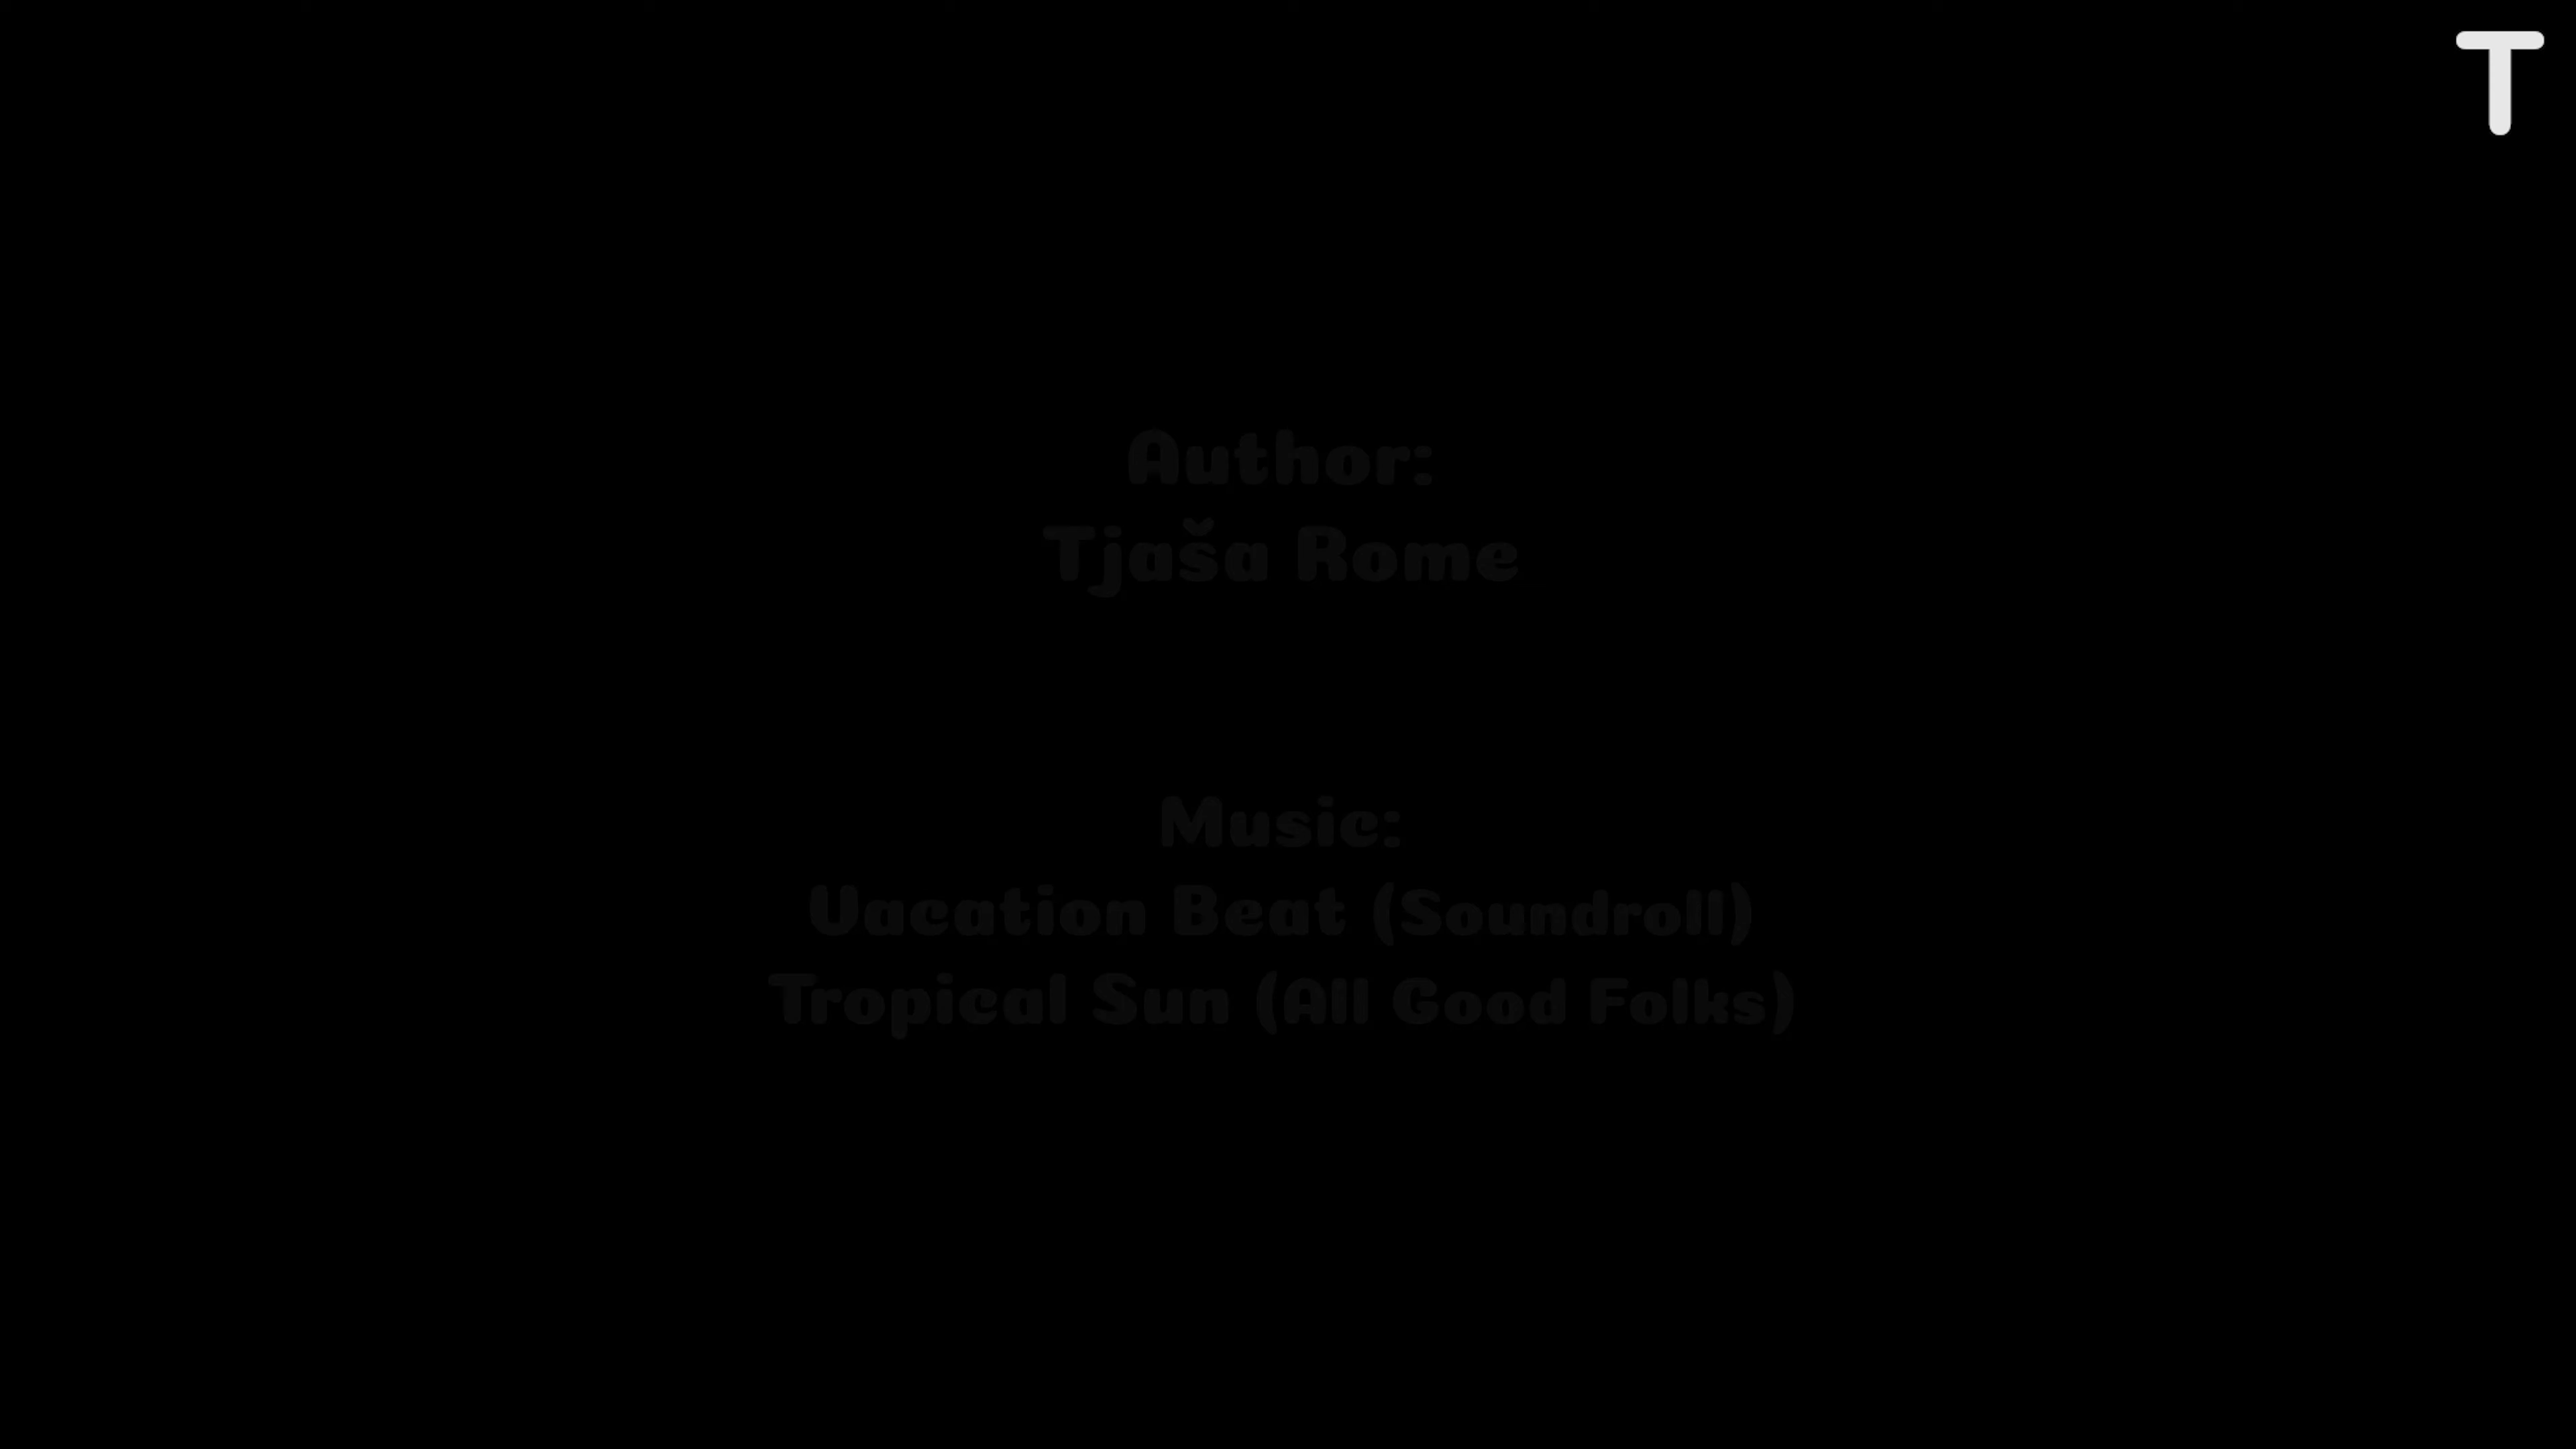 T
Author:
Tjaša Rome
Music:
Vacation Beat (Soundroll)
Tropical Sun (All Good Folks)